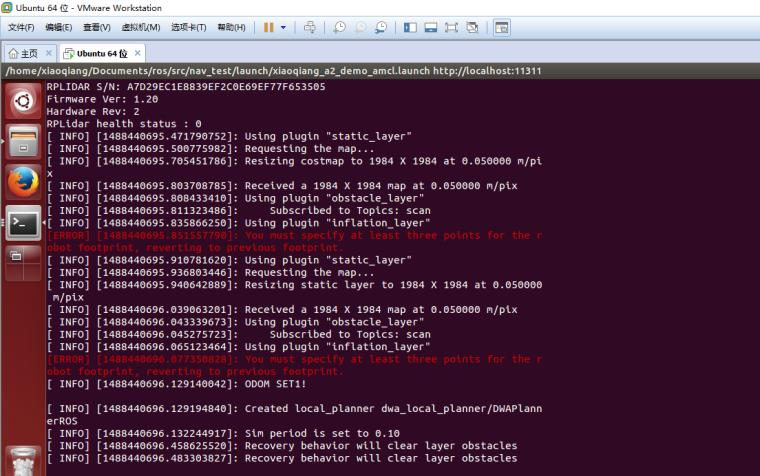 Ubuntu 64 位 - VMware Workstation
文件(F) 编辑(E) 查看(V) 虚拟机(M) 选项卡(T) 帮助(H)
主页 Ubuntu 64 位
/home/xiaoqiang/Documents/ros/src/nav_test/launch/xiaoqiang_a2_demo_amcl.launch http://localhost:11311
RPLIDAR S/N: A7D29EC1E8839EF2C0E69EF77F653505
Firmware Ver: 1.20
Hardware Rev: 2
RPLidar health status : 0
[ INFO] [1488440695.471790752]: Using plugin "static_layer"
[ INFO] [1488440695.500775982]: Requesting the map...
[ INFO] [1488440695.705451786]: Resizing costmap to 1984 X 1984 at 0.050000 m/pi
x
[ INFO] [1488440695.803708785]: Received a 1984 X 1984 map at 0.050000 m/pix
[ INFO] [1488440695.808433410]: Using plugin "obstacle_layer"
[ INFO] [1488440695.811323486]:     Subscribed to Topics: scan
[ INFO] [1488440695.835866250]: Using plugin "inflation_layer"
[ERROR] [1488440695.851557790]: You must specify at least three points for the r
obot footprint, reverting to previous footprint.
[ INFO] [1488440695.910781620]: Using plugin "static_layer"
[ INFO] [1488440695.936803446]: Requesting the map...
[ INFO] [1488440695.940642889]: Resizing static layer to 1984 X 1984 at 0.050000
 m/pix
[ INFO] [1488440696.039063201]: Received a 1984 X 1984 map at 0.050000 m/pix
[ INFO] [1488440696.043339673]: Using plugin "obstacle_layer"
[ INFO] [1488440696.045275723]:     Subscribed to Topics: scan
[ INFO] [1488440696.065123464]: Using plugin "inflation_layer"
[ERROR] [1488440696.077350828]: You must specify at least three points for the r
obot footprint, reverting to previous footprint.
[ INFO] [1488440696.129140042]: ODOM SET1!
[ INFO] [1488440696.129194840]: Created local_planner dwa_local_planner/DWAPlann
erROS
[ INFO] [1488440696.132244917]: Sim period is set to 0.10
[ INFO] [1488440696.458625520]: Recovery behavior will clear layer obstacles
[ INFO] [1488440696.483303827]: Recovery behavior will clear layer obstacles